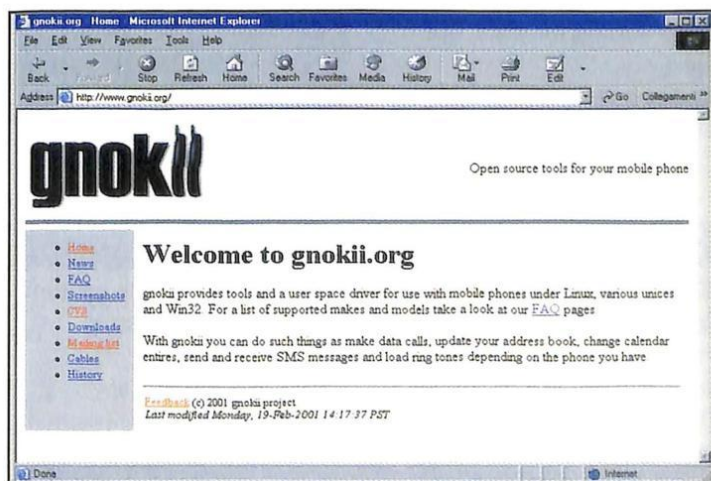 gnokii.org Home - Microsoft Internet Explorer
File Edit View Favorites Tools Help
Back Forward Stop Refresh Home Search Favorites Media History Mail Print Edit
Address http://www.gnokii.org/ Go Collegamenti »
gnokii
Open source tools for your mobile phone
Home
News
FAQ
Screenshots
CVS
Downloads
Mailing list
Cables
History
Welcome to gnokii.org
gnokii provides tools and a user space driver for use with mobile phones under Linux, various unices
and Win32. For a list of supported makes and models take a look at our FAQ pages
With gnokii you can do such things as make data calls, update your address book, change calendar
entires, send and receive SMS messages and load ring tones depending on the phone you have
Feedback (c) 2001 gnokii project
Last modified Monday, 19-Feb-2001 14:17:37 PST
Done Internet